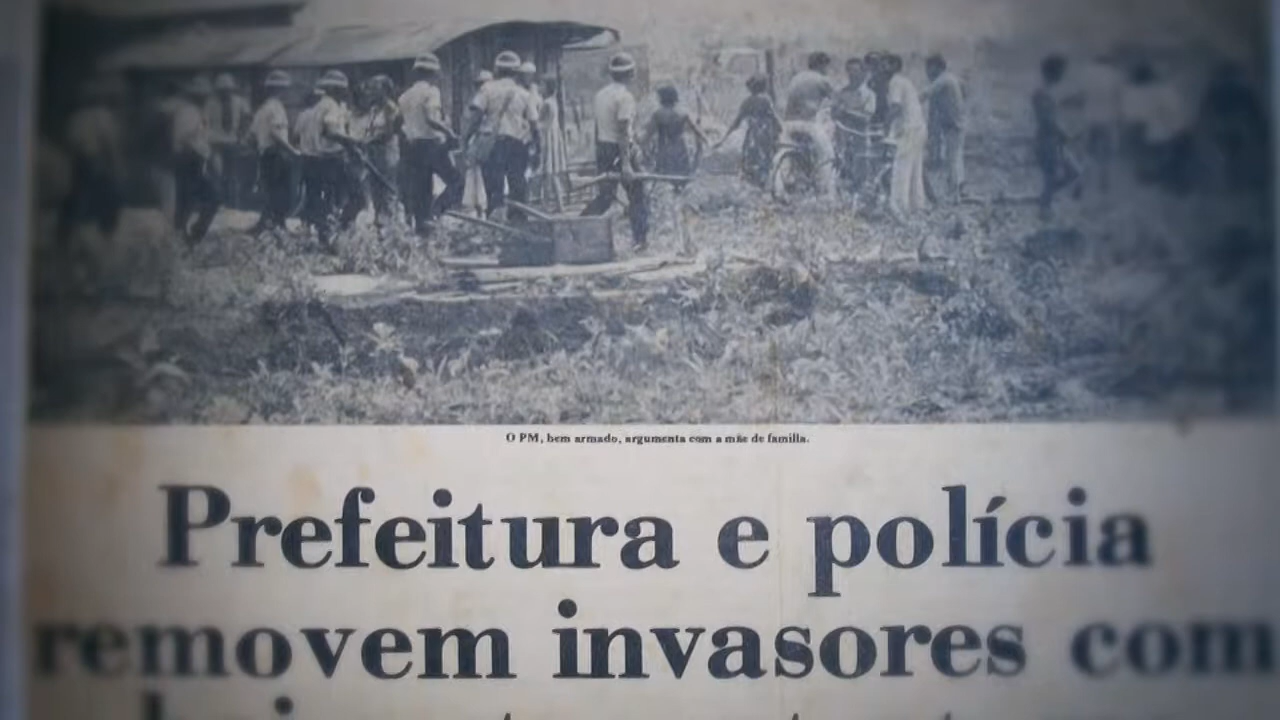 O PM, bem armado, argumenta com a mãe de família.
Prefeitura e polícia
removem invasores com